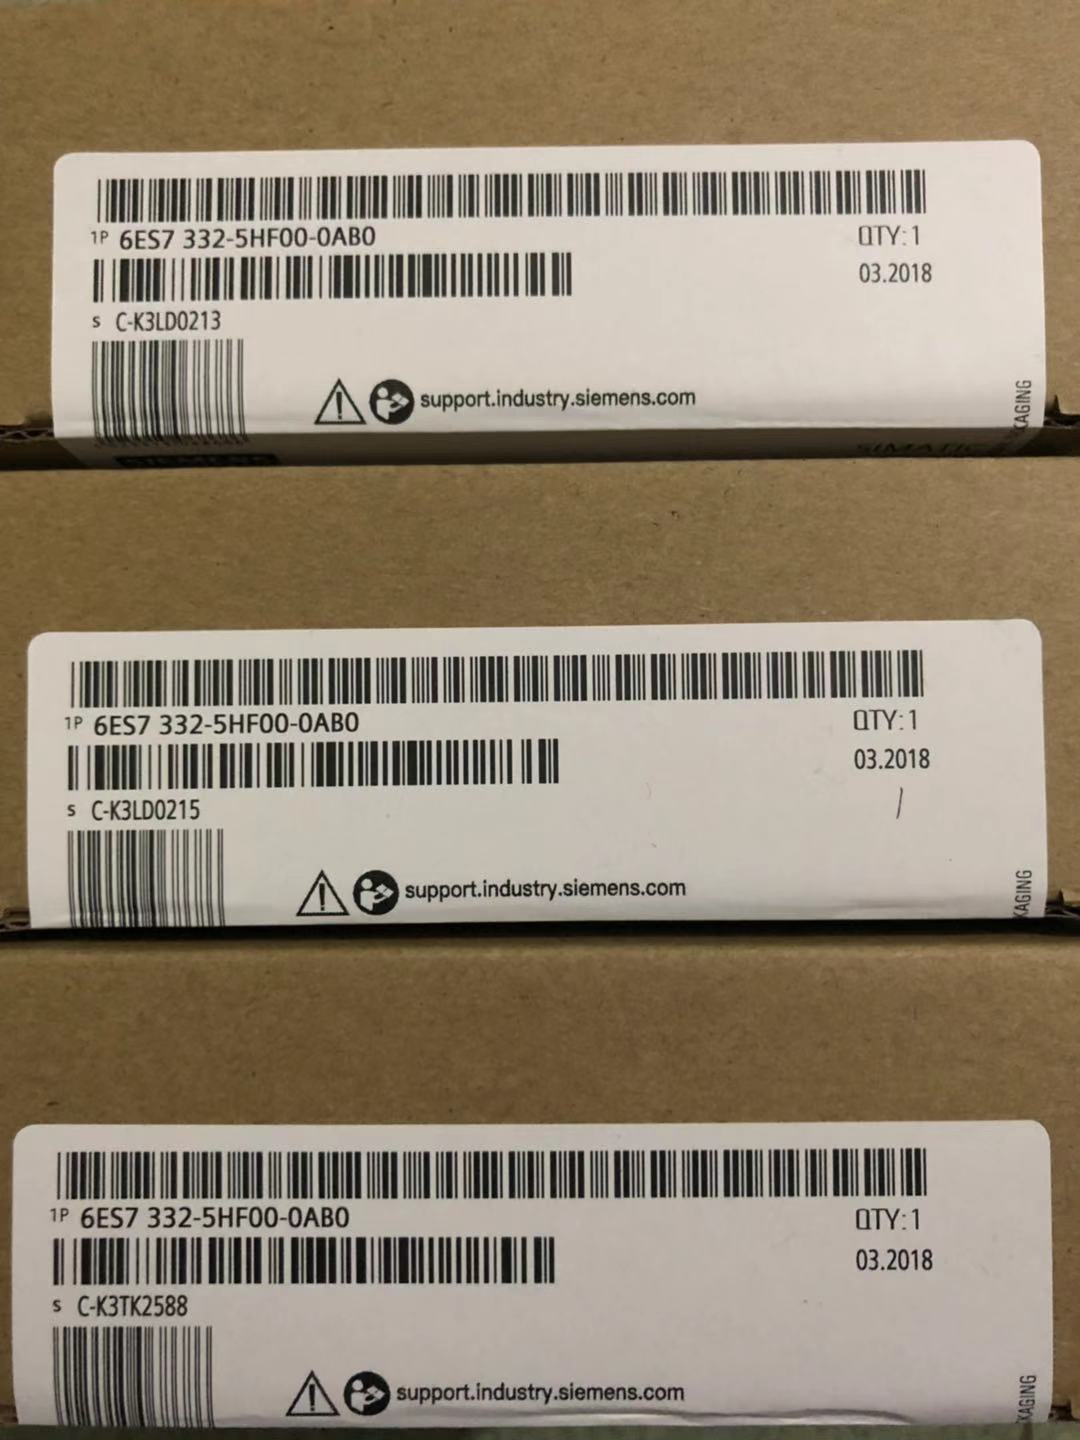 1P 6ES7 332-5HF00-0AB0 QTY:1
03.2018
S C-K3LD0213
support.industry.siemens.com
SIEMENS SIMATIC
1P 6ES7 332-5HF00-0AB0 QTY:1
03.2018
S C-K3LD0215
support.industry.siemens.com
KAGING
1P 6ES7 332-5HF00-0AB0 QTY:1
03.2018
S C-K3TK2588
support.industry.siemens.com
KAGING